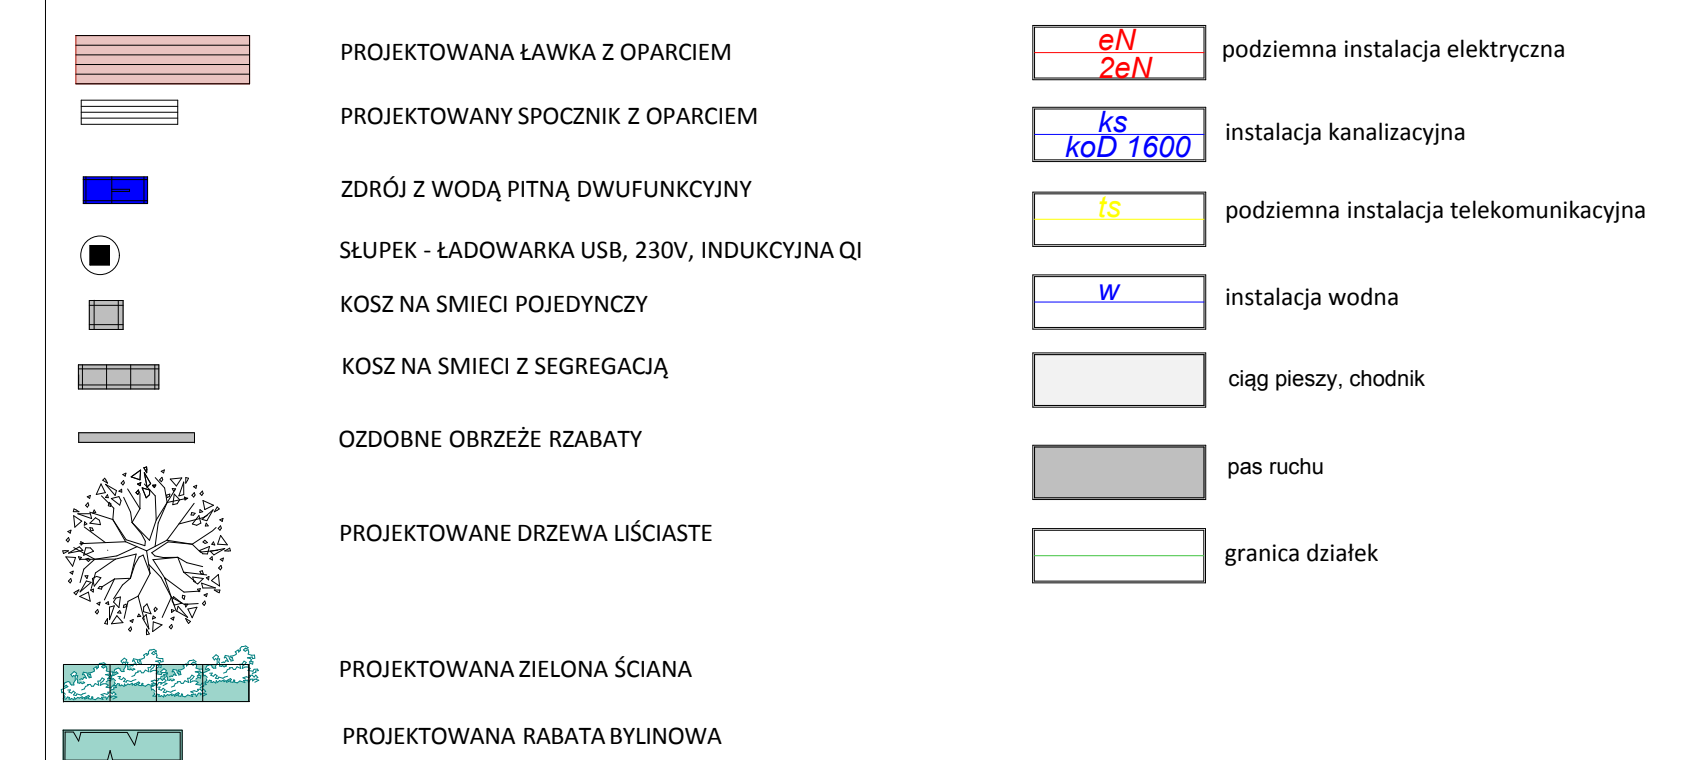 PROJEKTOWANA ŁAWKA Z OPARCIEM
PROJEKTOWANY SPOCZNIK Z OPARCIEM
ZDRÓJ Z WODĄ PITNĄ DWUFUNKCYJNY
SŁUPEK - ŁADOWARKA USB, 230V, INDUKCYJNA QI
KOSZ NA SMIECI POJEDYNCZY
KOSZ NA SMIECI Z SEGREGACJĄ
OZDOBNE OBRZEŻE RZABATY
PROJEKTOWANE DRZEWA LIŚCIASTE
PROJEKTOWANA ZIELONA ŚCIANA
PROJEKTOWANA RABATA BYLINOWA
eN
2eN
podziemna instalacja elektryczna
ks
koD 1600
instalacja kanalizacyjna
ts
podziemna instalacja telekomunikacyjna
w
instalacja wodna
ciąg pieszy, chodnik
pas ruchu
granica działek